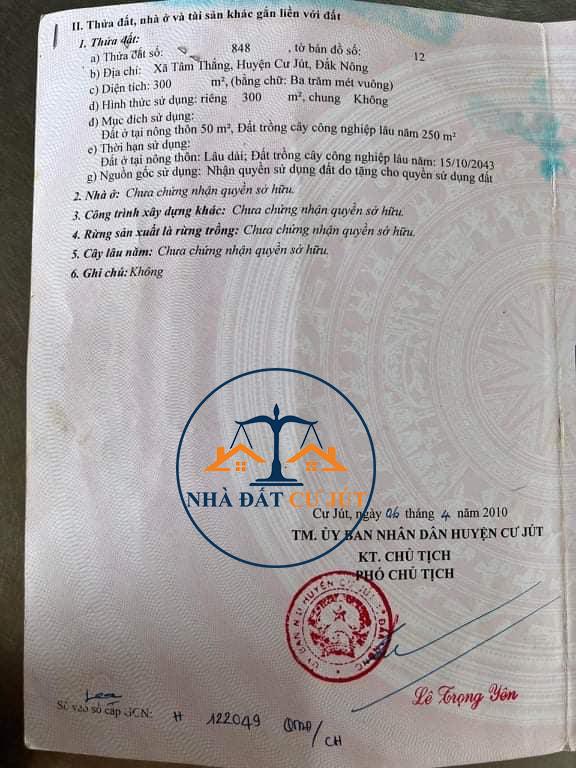 II. Thửa đất, nhà ở và tài sản khác gắn liền với đất
1. Thửa đất:
a) Thửa đất số: 848 , tờ bản đồ số: 12
b) Địa chỉ: Xã Tâm Thắng, Huyện Cư Jút, Đắk Nông
c) Diện tích: 300 m², (bằng chữ: Ba trăm mét vuông)
d) Hình thức sử dụng: riêng 300 m², chung Không
đ) Mục đích sử dụng:
Đất ở tại nông thôn 50 m², Đất trồng cây công nghiệp lâu năm 250 m²
e) Thời hạn sử dụng:
Đất ở tại nông thôn: Lâu dài; Đất trồng cây công nghiệp lâu năm: 15/10/2043
g) Nguồn gốc sử dụng: Nhận quyền sử dụng đất do tặng cho quyền sử dụng đất
2. Nhà ở: Chưa chứng nhận quyền sở hữu.
3. Công trình xây dựng khác: Chưa chứng nhận quyền sở hữu.
4. Rừng sản xuất là rừng trồng: Chưa chứng nhận quyền sở hữu.
5. Cây lâu năm: Chưa chứng nhận quyền sở hữu.
6. Ghi chú: Không
NHÀ ĐẤT CƯ JÚT
Cư Jút, ngày 06 tháng 4 năm 2010
TM. ỦY BAN NHÂN DÂN HUYỆN CƯ JÚT
KT. CHỦ TỊCH
PHÓ CHỦ TỊCH
ỦY BAN N.D HUYỆN CƯ JÚT
ĐẮK NÔNG
Lê Trọng Yên
Số vào sổ cấp GCN: H 122049 QSDĐ/CH